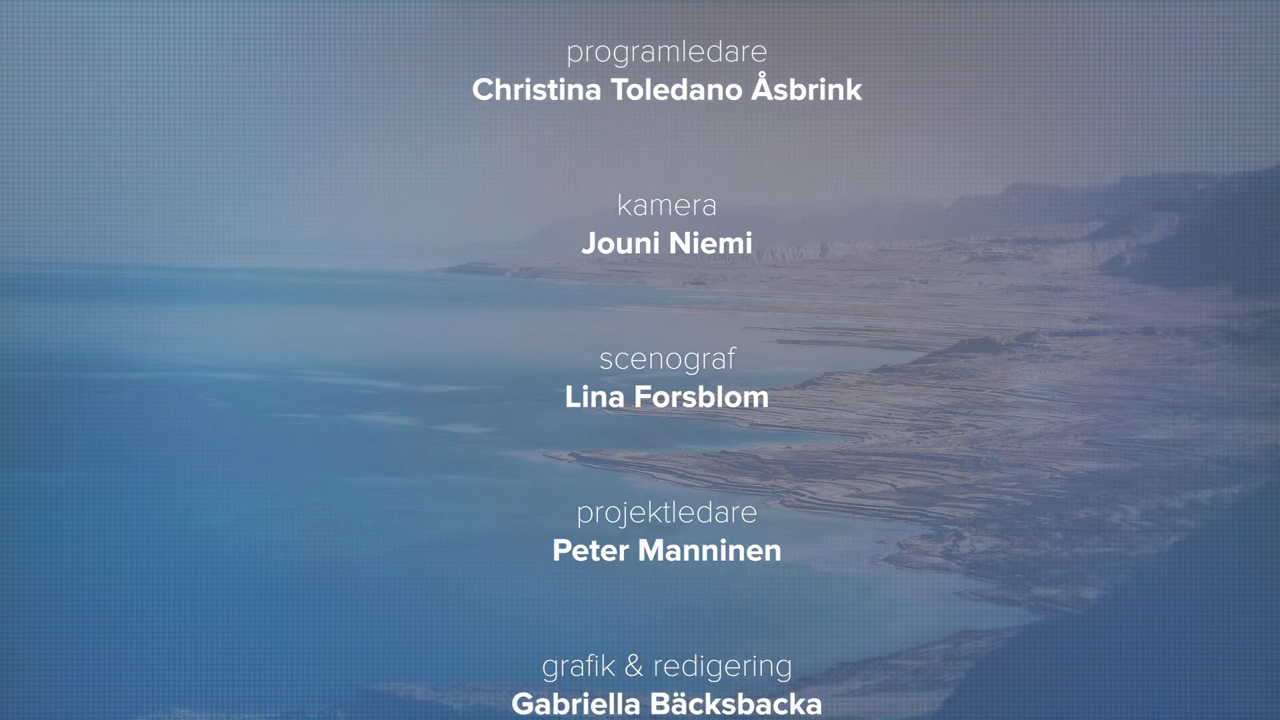 programledare
Christina Toledano Åsbrink
kamera
Jouni Niemi
scenograf
Lina Forsblom
projektledare
Peter Manninen
grafik & redigering
Gabriella Bäcksbacka